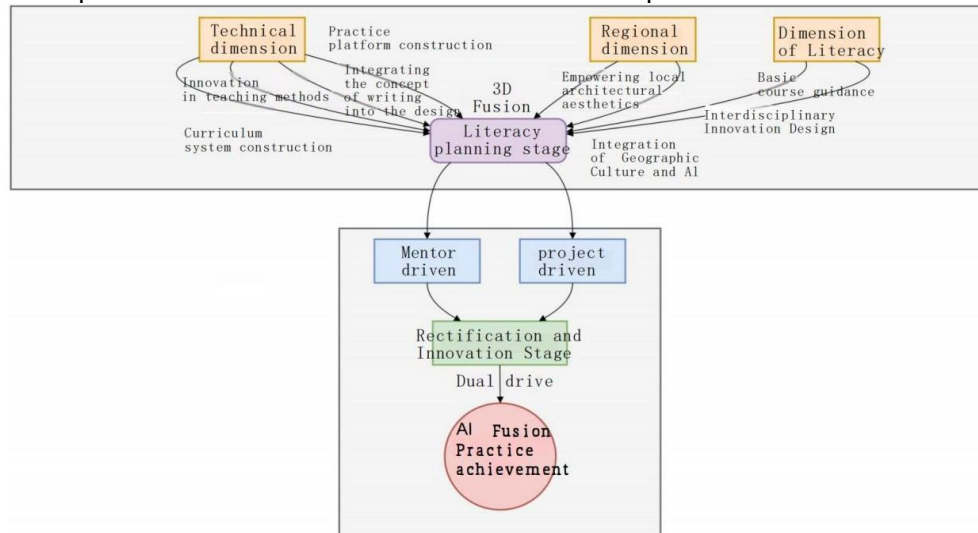 Technical
dimension
Practice
platform construction
Regional
dimension
Dimension
of Literacy
Innovation
in teaching methods
Integrating
the concept
of writing
into the design
3D
Fusion
Empowering local
architectural
aesthetics
Basic
course guidance
Curriculum
system construction
Literacy
planning stage
Integration
of Geographic
Culture and AI
Interdisciplinary
Innovation Design
Mentor
driven
project
driven
Rectification and
Innovation Stage
Dual drive
AI Fusion
Practice
achievement